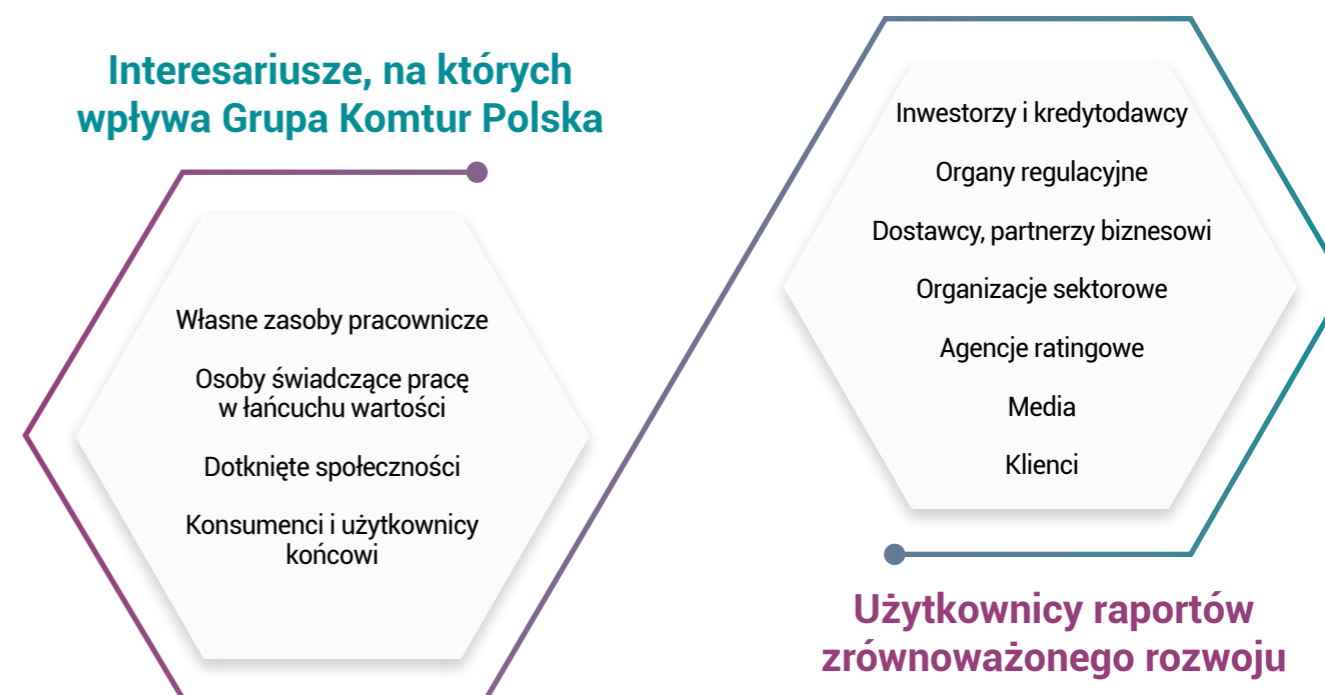 Interesariusze, na których
wpływa Grupa Komtur Polska
Własne zasoby pracownicze
Osoby świadczące pracę
w łańcuchu wartości
Dotknięte społeczności
Konsumenci i użytkownicy
końcowi
Inwestorzy i kredytodawcy
Organy regulacyjne
Dostawcy, partnerzy biznesowi
Organizacje sektorowe
Agencje ratingowe
Media
Klienci
Użytkownicy raportów
zrównoważonego rozwoju